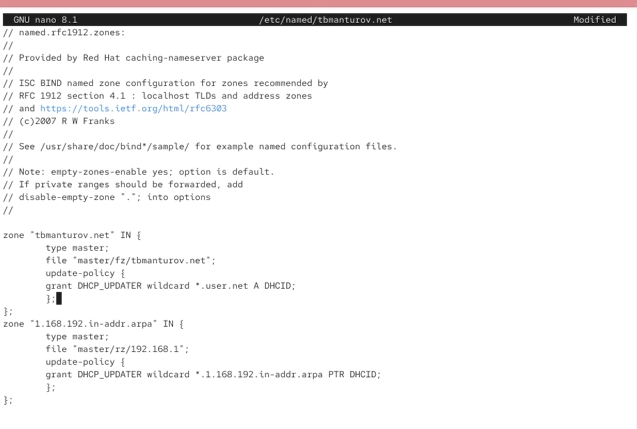 GNU nano 8.1 /etc/named/tbmanturov.net Modified
// named.rfc1912.zones:
//
// Provided by Red Hat caching-nameserver package
//
// ISC BIND named zone configuration for zones recommended by
// RFC 1912 section 4.1 : localhost TLDs and address zones
// and https://tools.ietf.org/html/rfc6303
// (c)2007 R W Franks
//
// See /usr/share/doc/bind*/sample/ for example named configuration files.
//
// Note: empty-zones-enable yes; option is default.
// If private ranges should be forwarded, add
// disable-empty-zone "."; into options
//
zone "tbmanturov.net" IN {
type master;
file "master/fz/tbmanturov.net";
update-policy {
grant DHCP_UPDATER wildcard *.user.net A DHCID;
};
};
zone "1.168.192.in-addr.arpa" IN {
type master;
file "master/rz/192.168.1";
update-policy {
grant DHCP_UPDATER wildcard *.1.168.192.in-addr.arpa PTR DHCID;
};
};